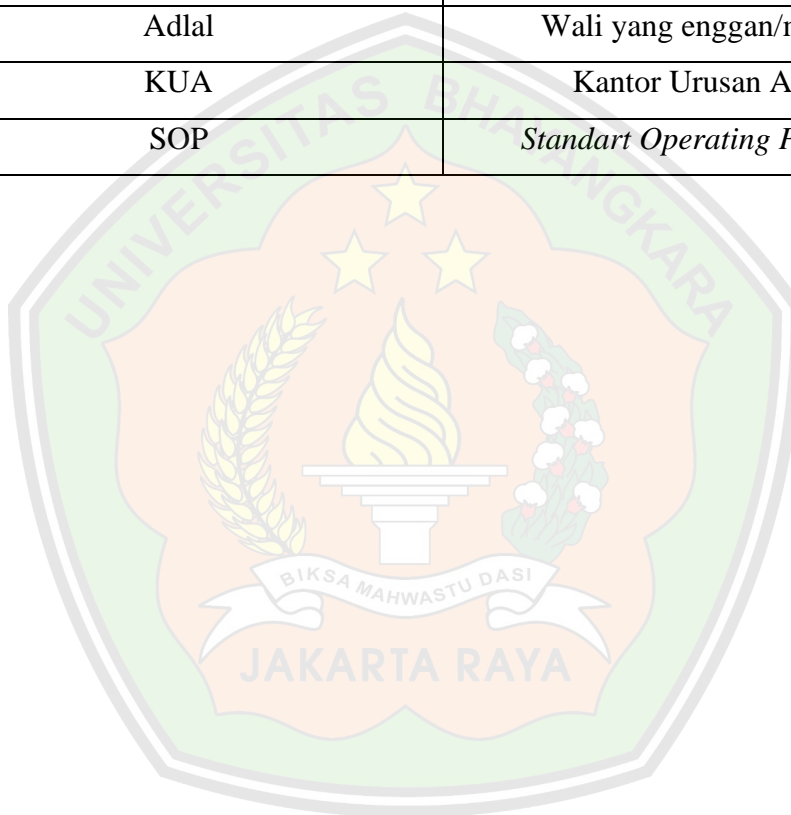 Adlal Wali yang enggan/
KUA Kantor Urusan A
SOP Standart Operating
UNIVERSITAS BHAYANGKARA
BIKSA MAHWASTU DASI
JAKARTA RAYA